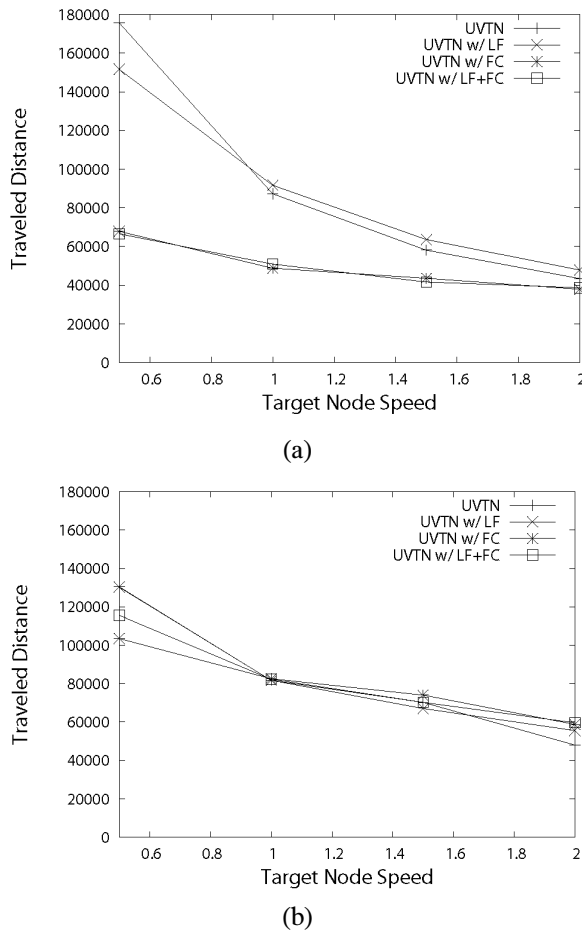 180000
160000
140000
120000
100000
80000
60000
40000
20000
0
Traveled Distance
UVTN
UVTN w/ LF
UVTN w/ FC
UVTN w/ LF+FC
0.6 0.8 1 1.2 1.4 1.6 1.8 2
Target Node Speed
(a)
180000
160000
140000
120000
100000
80000
60000
40000
20000
0
Traveled Distance
UVTN
UVTN w/ LF
UVTN w/ FC
UVTN w/ LF+FC
0.6 0.8 1 1.2 1.4 1.6 1.8 2
Target Node Speed
(b)